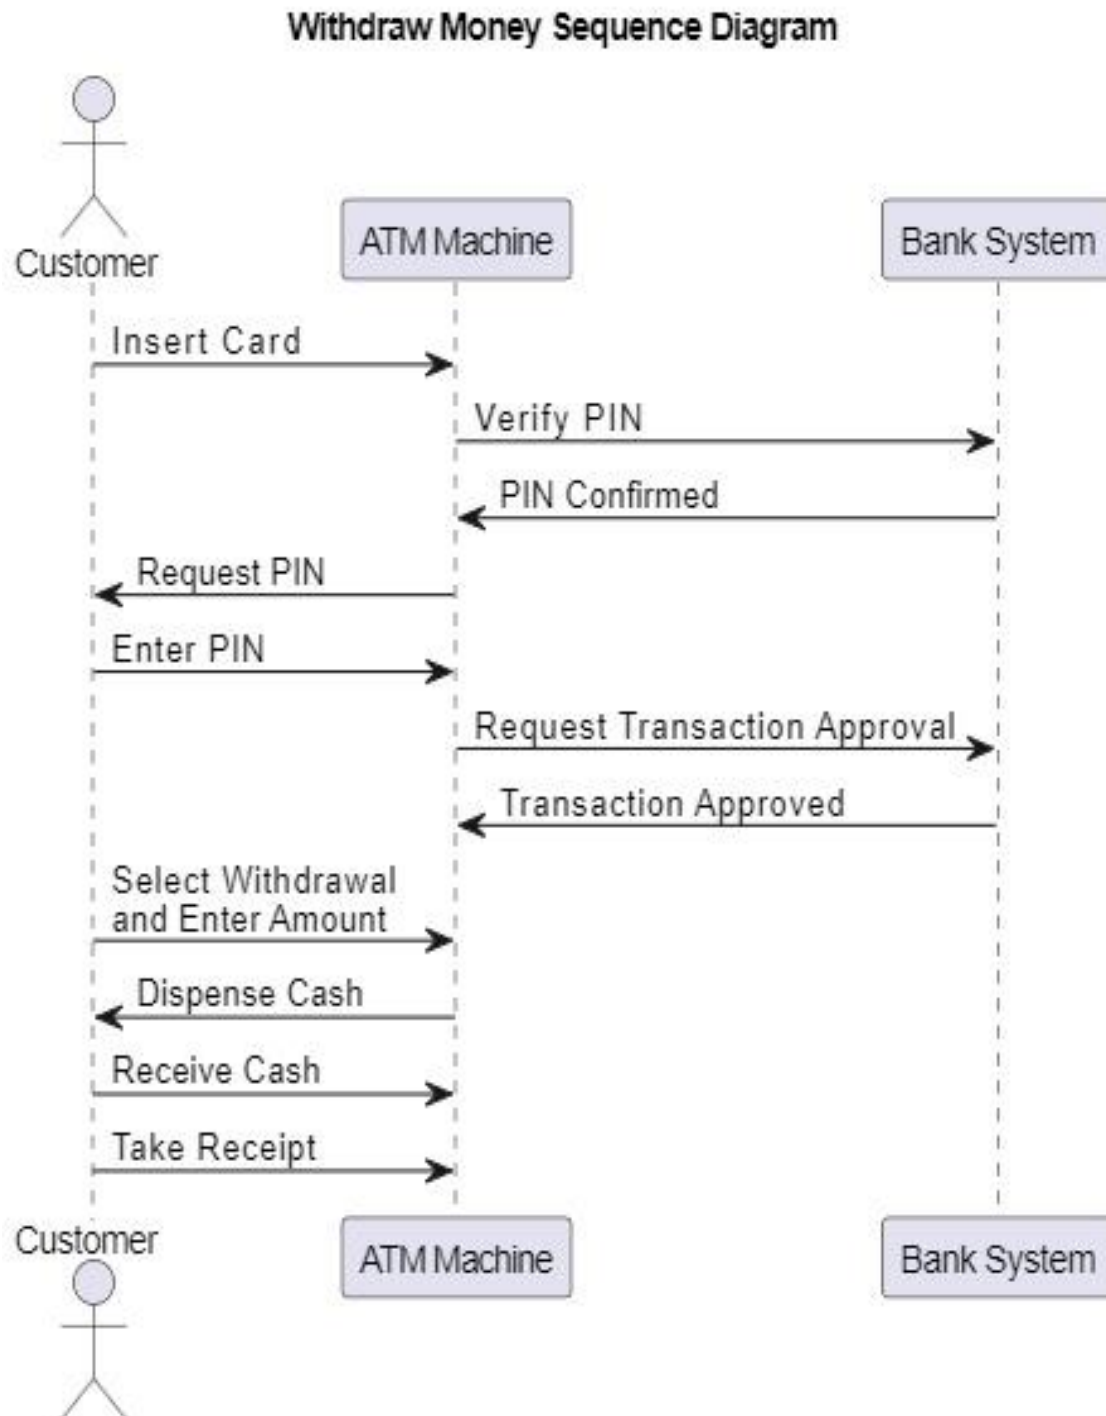 Withdraw Money Sequence Diagram
Customer
ATM Machine
Bank System
Insert Card
Verify PIN
PIN Confirmed
Request PIN
Enter PIN
Request Transaction Approval
Transaction Approved
Select Withdrawal
and Enter Amount
Dispense Cash
Receive Cash
Take Receipt
Customer
ATM Machine
Bank System